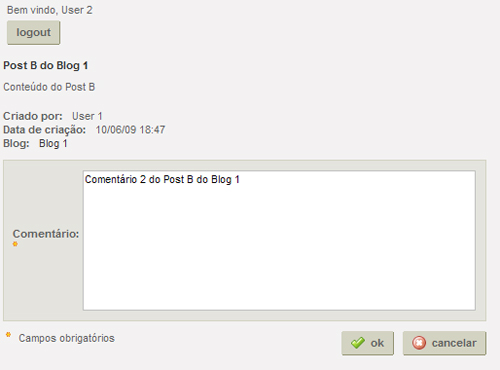 Bem vindo, User 2
logout
Post B do Blog 1
Conteúdo do Post B
Criado por: User 1
Data de criação: 10/06/09 18:47
Blog: Blog 1
Comentário: Comentário 2 do Post B do Blog 1
Campos obrigatórios
ok cancelar